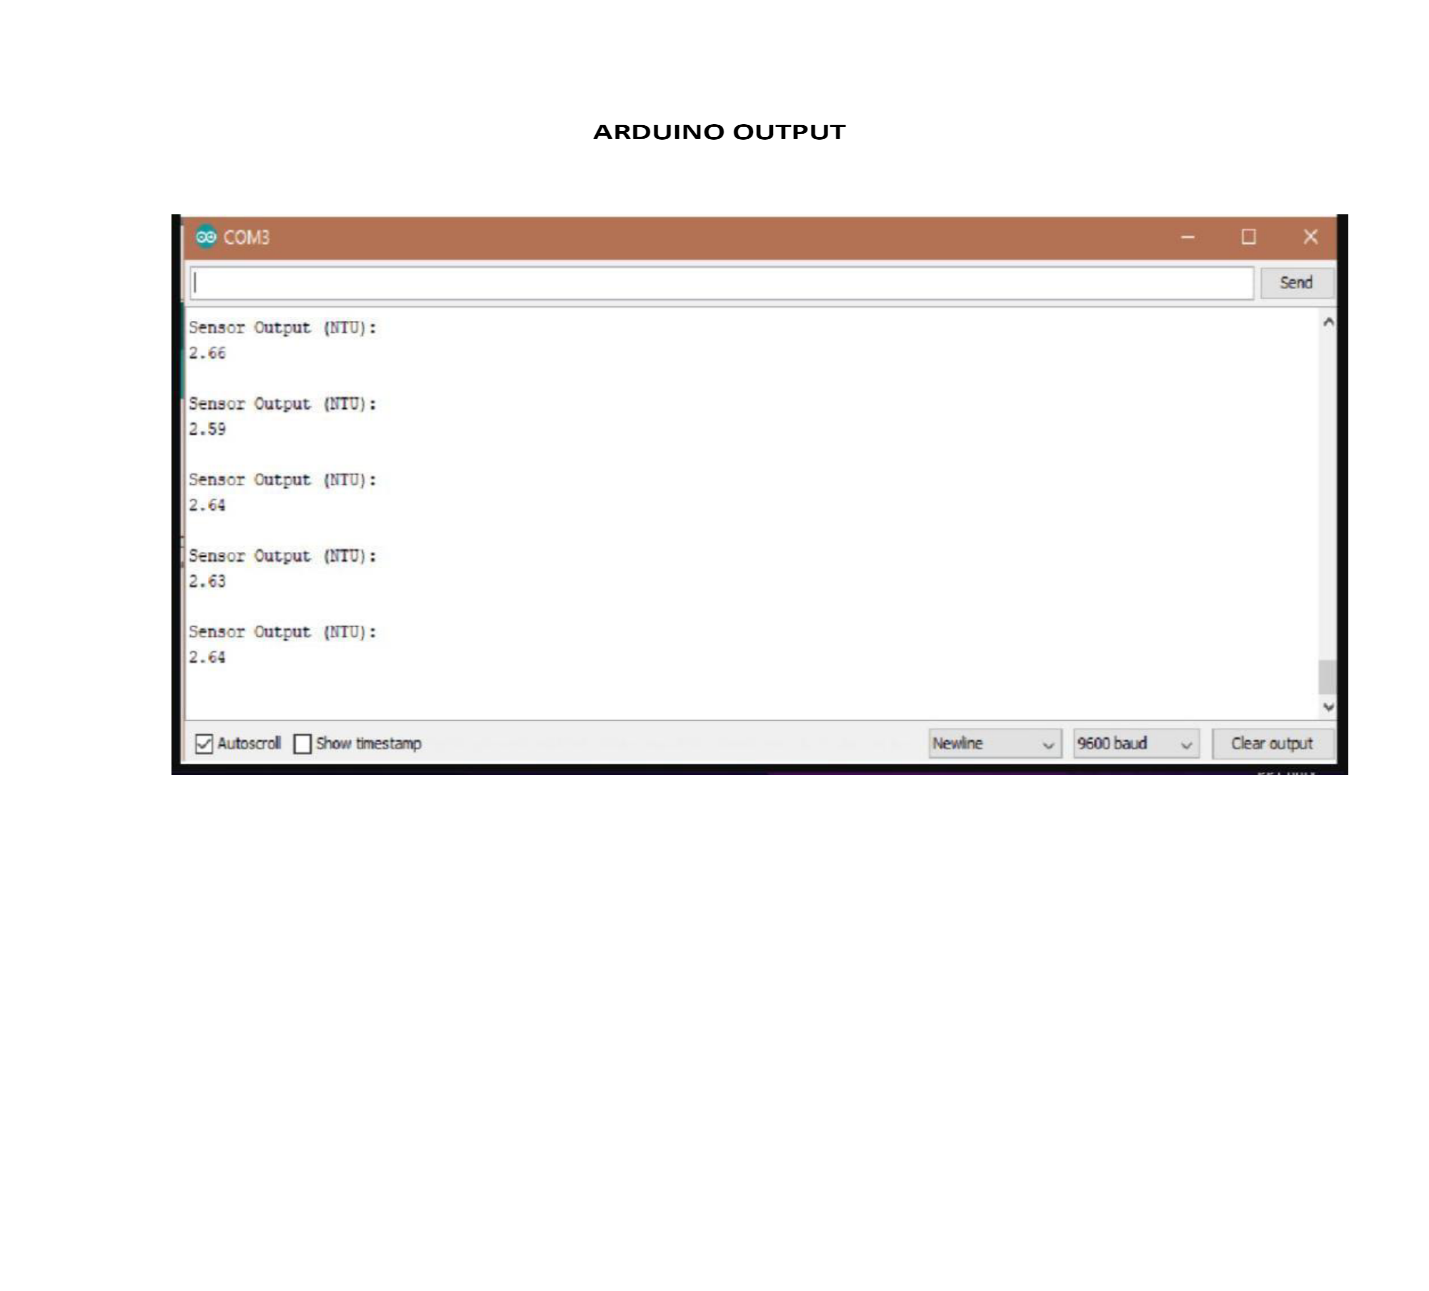 ARDUINO OUTPUT
COM3
Send
Sensor Output (NTU):
2.66
Sensor Output (NTU):
2.59
Sensor Output (NTU):
2.64
Sensor Output (NTU):
2.63
Sensor Output (NTU):
2.64
Autoscroll Show timestamp Newline 9600 baud Clear output